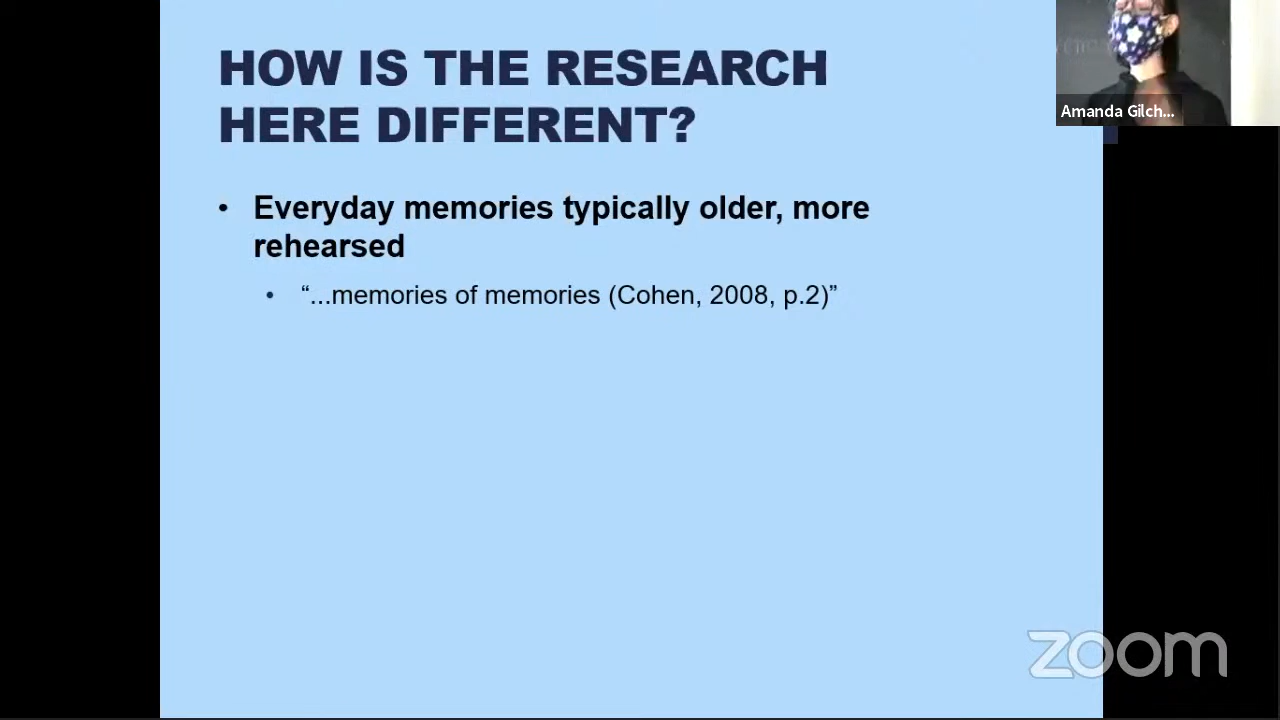 HOW IS THE RESEARCH
HERE DIFFERENT?
• Everyday memories typically older, more
rehearsed
• “...memories of memories (Cohen, 2008, p.2)”
Amanda Gilch...
zoom